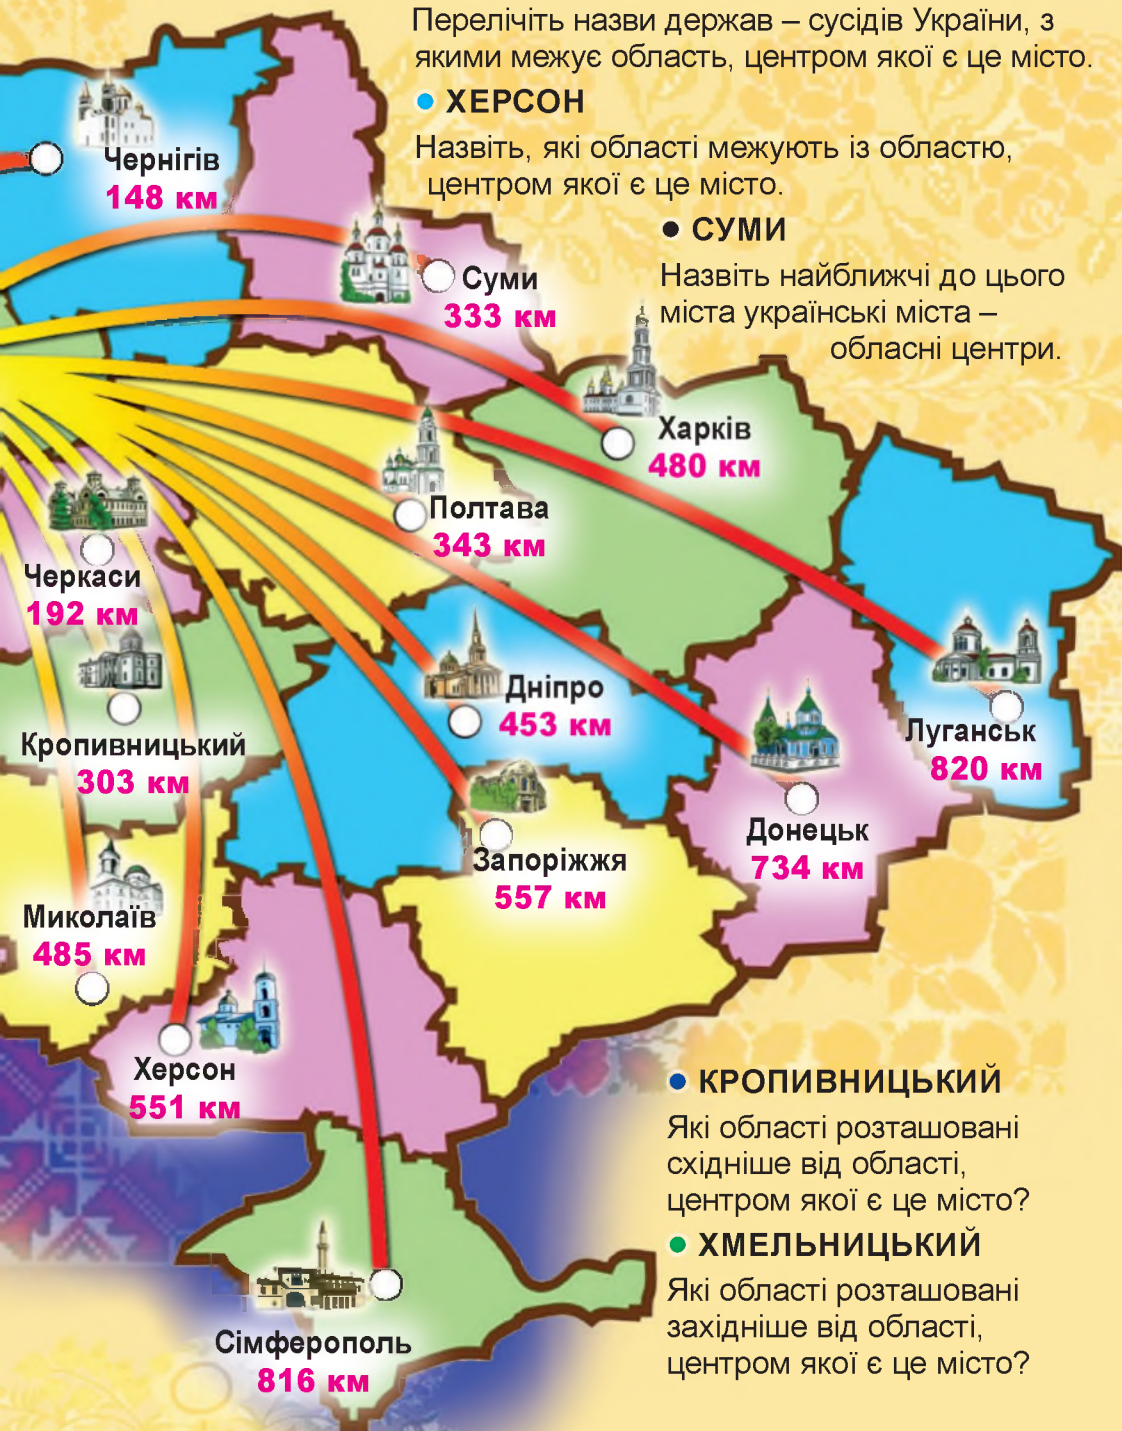 Перелічіть назви держав – сусідів України, з
якими межує область, центром якої є це місто.
• ХЕРСОН
Назвіть, які області межують із областю,
центром якої є це місто.
• СУМИ
Назвіть найближчі до цього
міста українські міста –
обласні центри.
Чернігів
148 км
Суми
333 км
Харків
480 км
Полтава
343 км
Черкаси
192 км
Дніпро
453 км
Кропивницький
303 км
Луганськ
820 км
Донецьк
734 км
Запоріжжя
557 км
Миколаїв
485 км
Херсон
551 км
Сімферополь
816 км
• КРОПИВНИЦЬКИЙ
Які області розташовані
східніше від області,
центром якої є це місто?
• ХМЕЛЬНИЦЬКИЙ
Які області розташовані
західніше від області,
центром якої є це місто?